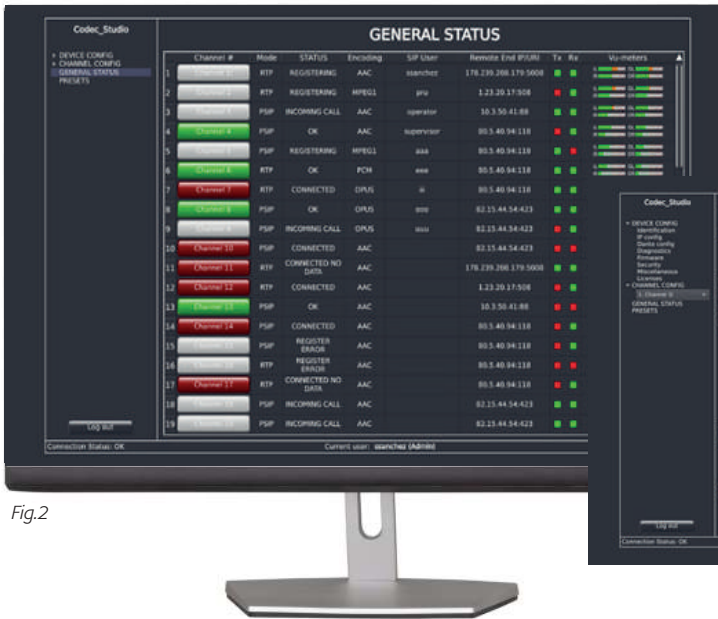 Codec_Studio
DEVICE CONFIG
CHANNEL CONFIG
GENERAL STATUS
PRESETS
Log out
GENERAL STATUS
Channel # Mode STATUS Encoding SIP User Remote End IP/URI Tx Rx Vu-meters
1 RTP REGISTERING AAC ssanchez 178.239.268.179:5008
2 RTP REGISTERING MPEG1 pru 1.23.20.17:508
3 PSIP INCOMING CALL AAC operator 10.3.50.41:88
4 Channel 4 PSIP OK AAC supervisor 80.5.40.94:118
5 PSIP REGISTERING MPEG1 aaa 80.5.40.94:118
6 Channel 6 RTP OK PCM eee 80.5.40.94:118
7 Channel 7 RTP CONNECTED OPUS iii 80.5.40.94:118
8 Channel 8 PSIP OK OPUS ooo 82.15.44.54:423
9 PSIP INCOMING CALL OPUS uuu 82.15.44.54:423
10 Channel 10 PSIP CONNECTED AAC 82.15.44.54:423
11 Channel 11 RTP CONNECTED NO DATA AAC 178.239.268.179:5008
12 Channel 12 RTP CONNECTED AAC 1.23.20.17:508
13 Channel 13 PSIP OK AAC 10.3.50.41:88
14 Channel 14 PSIP CONNECTED AAC 80.5.40.94:118
15 PSIP REGISTER ERROR AAC 80.5.40.94:118
16 RTP REGISTER ERROR AAC 80.5.40.94:118
17 Channel 17 RTP CONNECTED NO DATA AAC 80.5.40.94:118
18 PSIP INCOMING CALL AAC 82.15.44.54:423
19 PSIP INCOMING CALL AAC 82.15.44.54:423
Connection Status: OK
Current user: ssanchez (Admin)
Codec_Studio
DEVICE CONFIG
Identification
IP config
Dante config
Diagnostics
Firmware
Security
Miscellaneous
Licenses
CHANNEL CONFIG
GENERAL STATUS
PRESETS
Log out
Connection Status: OK
Fig.2